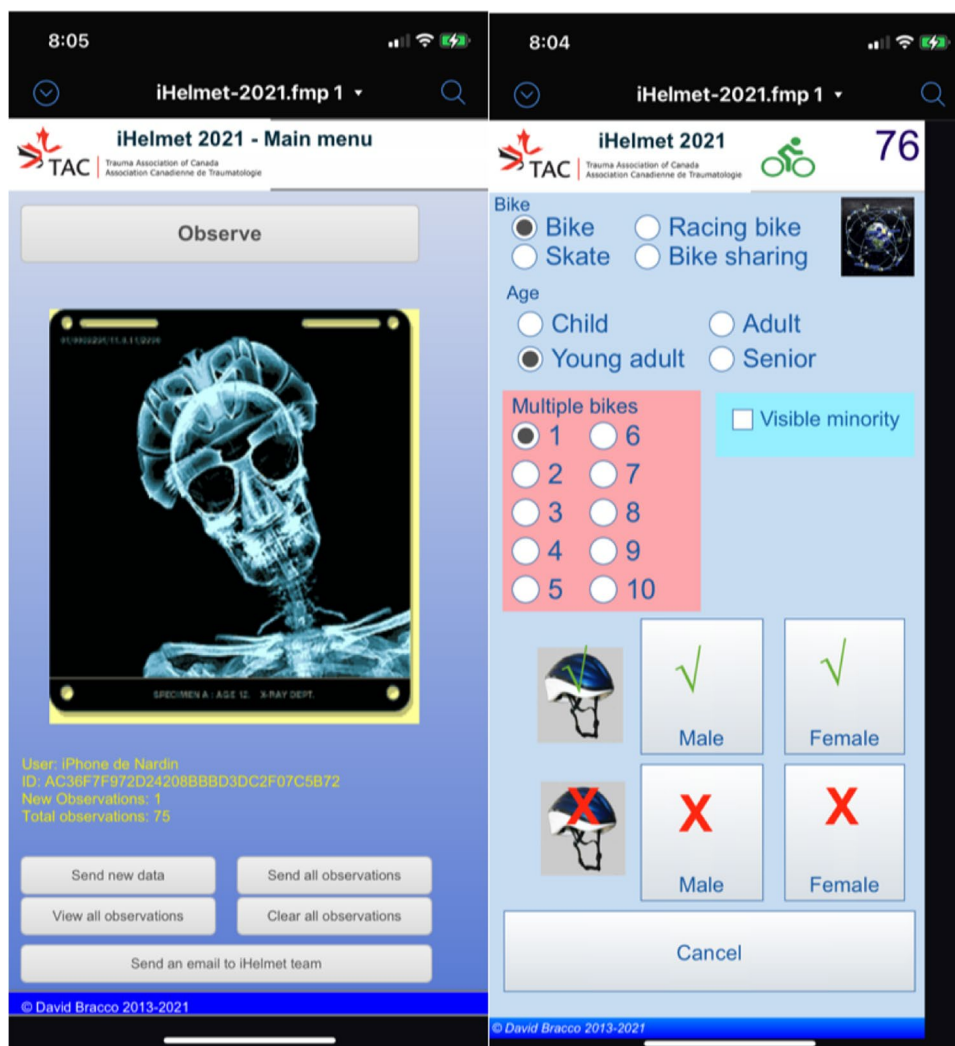 8:05
iHelmet-2021.fmp 1
iHelmet 2021 - Main menu
TAC
Trauma Association of Canada
Association Canadienne de Traumatologie
Observe
SPECIMEN A : AGE 12. X-RAY DEPT.
User: iPhone de Nardin
ID: AC36F7F972D24208BBBD3DC2F07C5B72
New Observations: 1
Total observations: 75
Send new data
Send all observations
View all observations
Clear all observations
Send an email to iHelmet team
© David Bracco 2013-2021
8:04
iHelmet-2021.fmp 1
iHelmet 2021
76
TAC
Trauma Association of Canada
Association Canadienne de Traumatologie
Bike
Bike
Racing bike
Skate
Bike sharing
Age
Child
Adult
Young adult
Senior
Multiple bikes
Visible minority
1 6
2 7
3 8
4 9
5 10
√ √ √
Male Female
X X X
Male Female
Cancel
© David Bracco 2013-2021